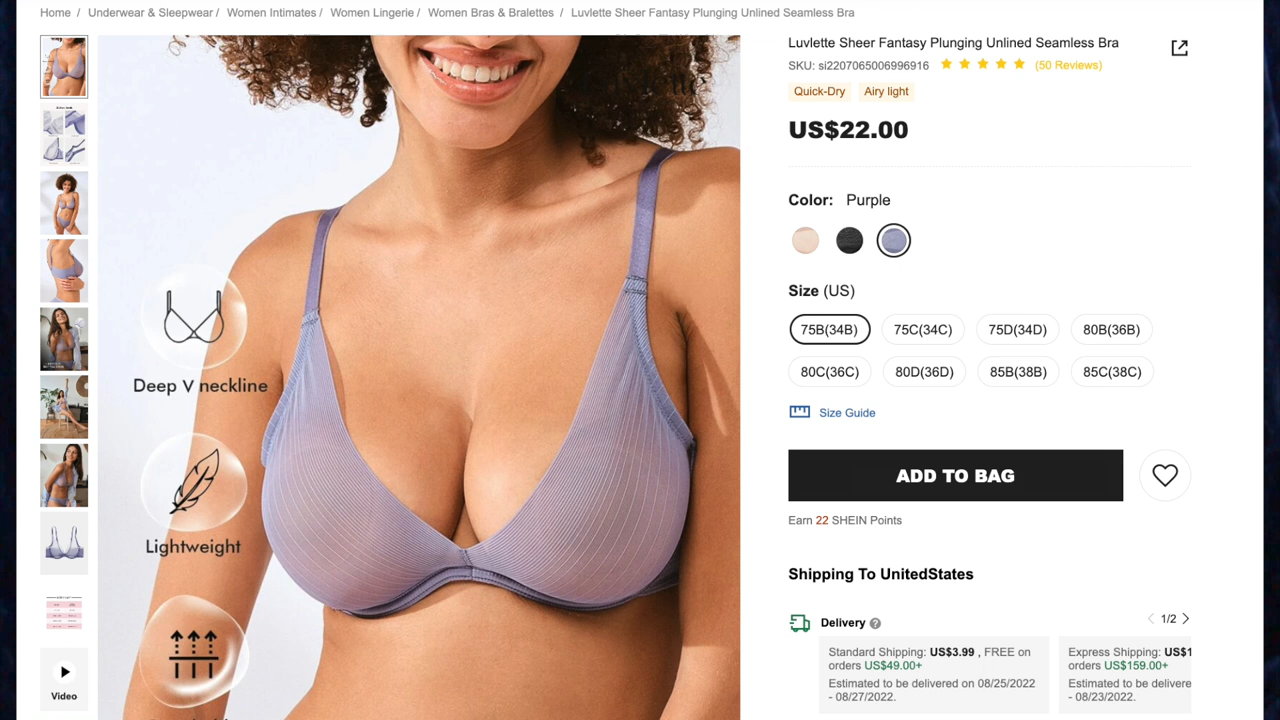 Home / Underwear & Sleepwear / Women Intimates / Women Lingerie / Women Bras & Bralettes / Luvlette Sheer Fantasy Plunging Unlined Seamless Bra
Luvlette Sheer Fantasy Plunging Unlined Seamless Bra
SKU: si2207065006996916 (50 Reviews)
Quick-Dry Airy light
US$22.00
Color: Purple
Size (US)
75B(34B) 75C(34C) 75D(34D) 80B(36B)
80C(36C) 80D(36D) 85B(38B) 85C(38C)
Size Guide
ADD TO BAG
Earn 22 SHEIN Points
Shipping To UnitedStates
Delivery ? 1/2
Standard Shipping: US$3.99 , FREE on
orders US$49.00+
Estimated to be delivered on 08/25/2022
- 08/27/2022.
Express Shipping: US$1
orders US$159.00+
Estimated to be delivere
- 08/23/2022.
Deep V neckline
Lightweight
Video